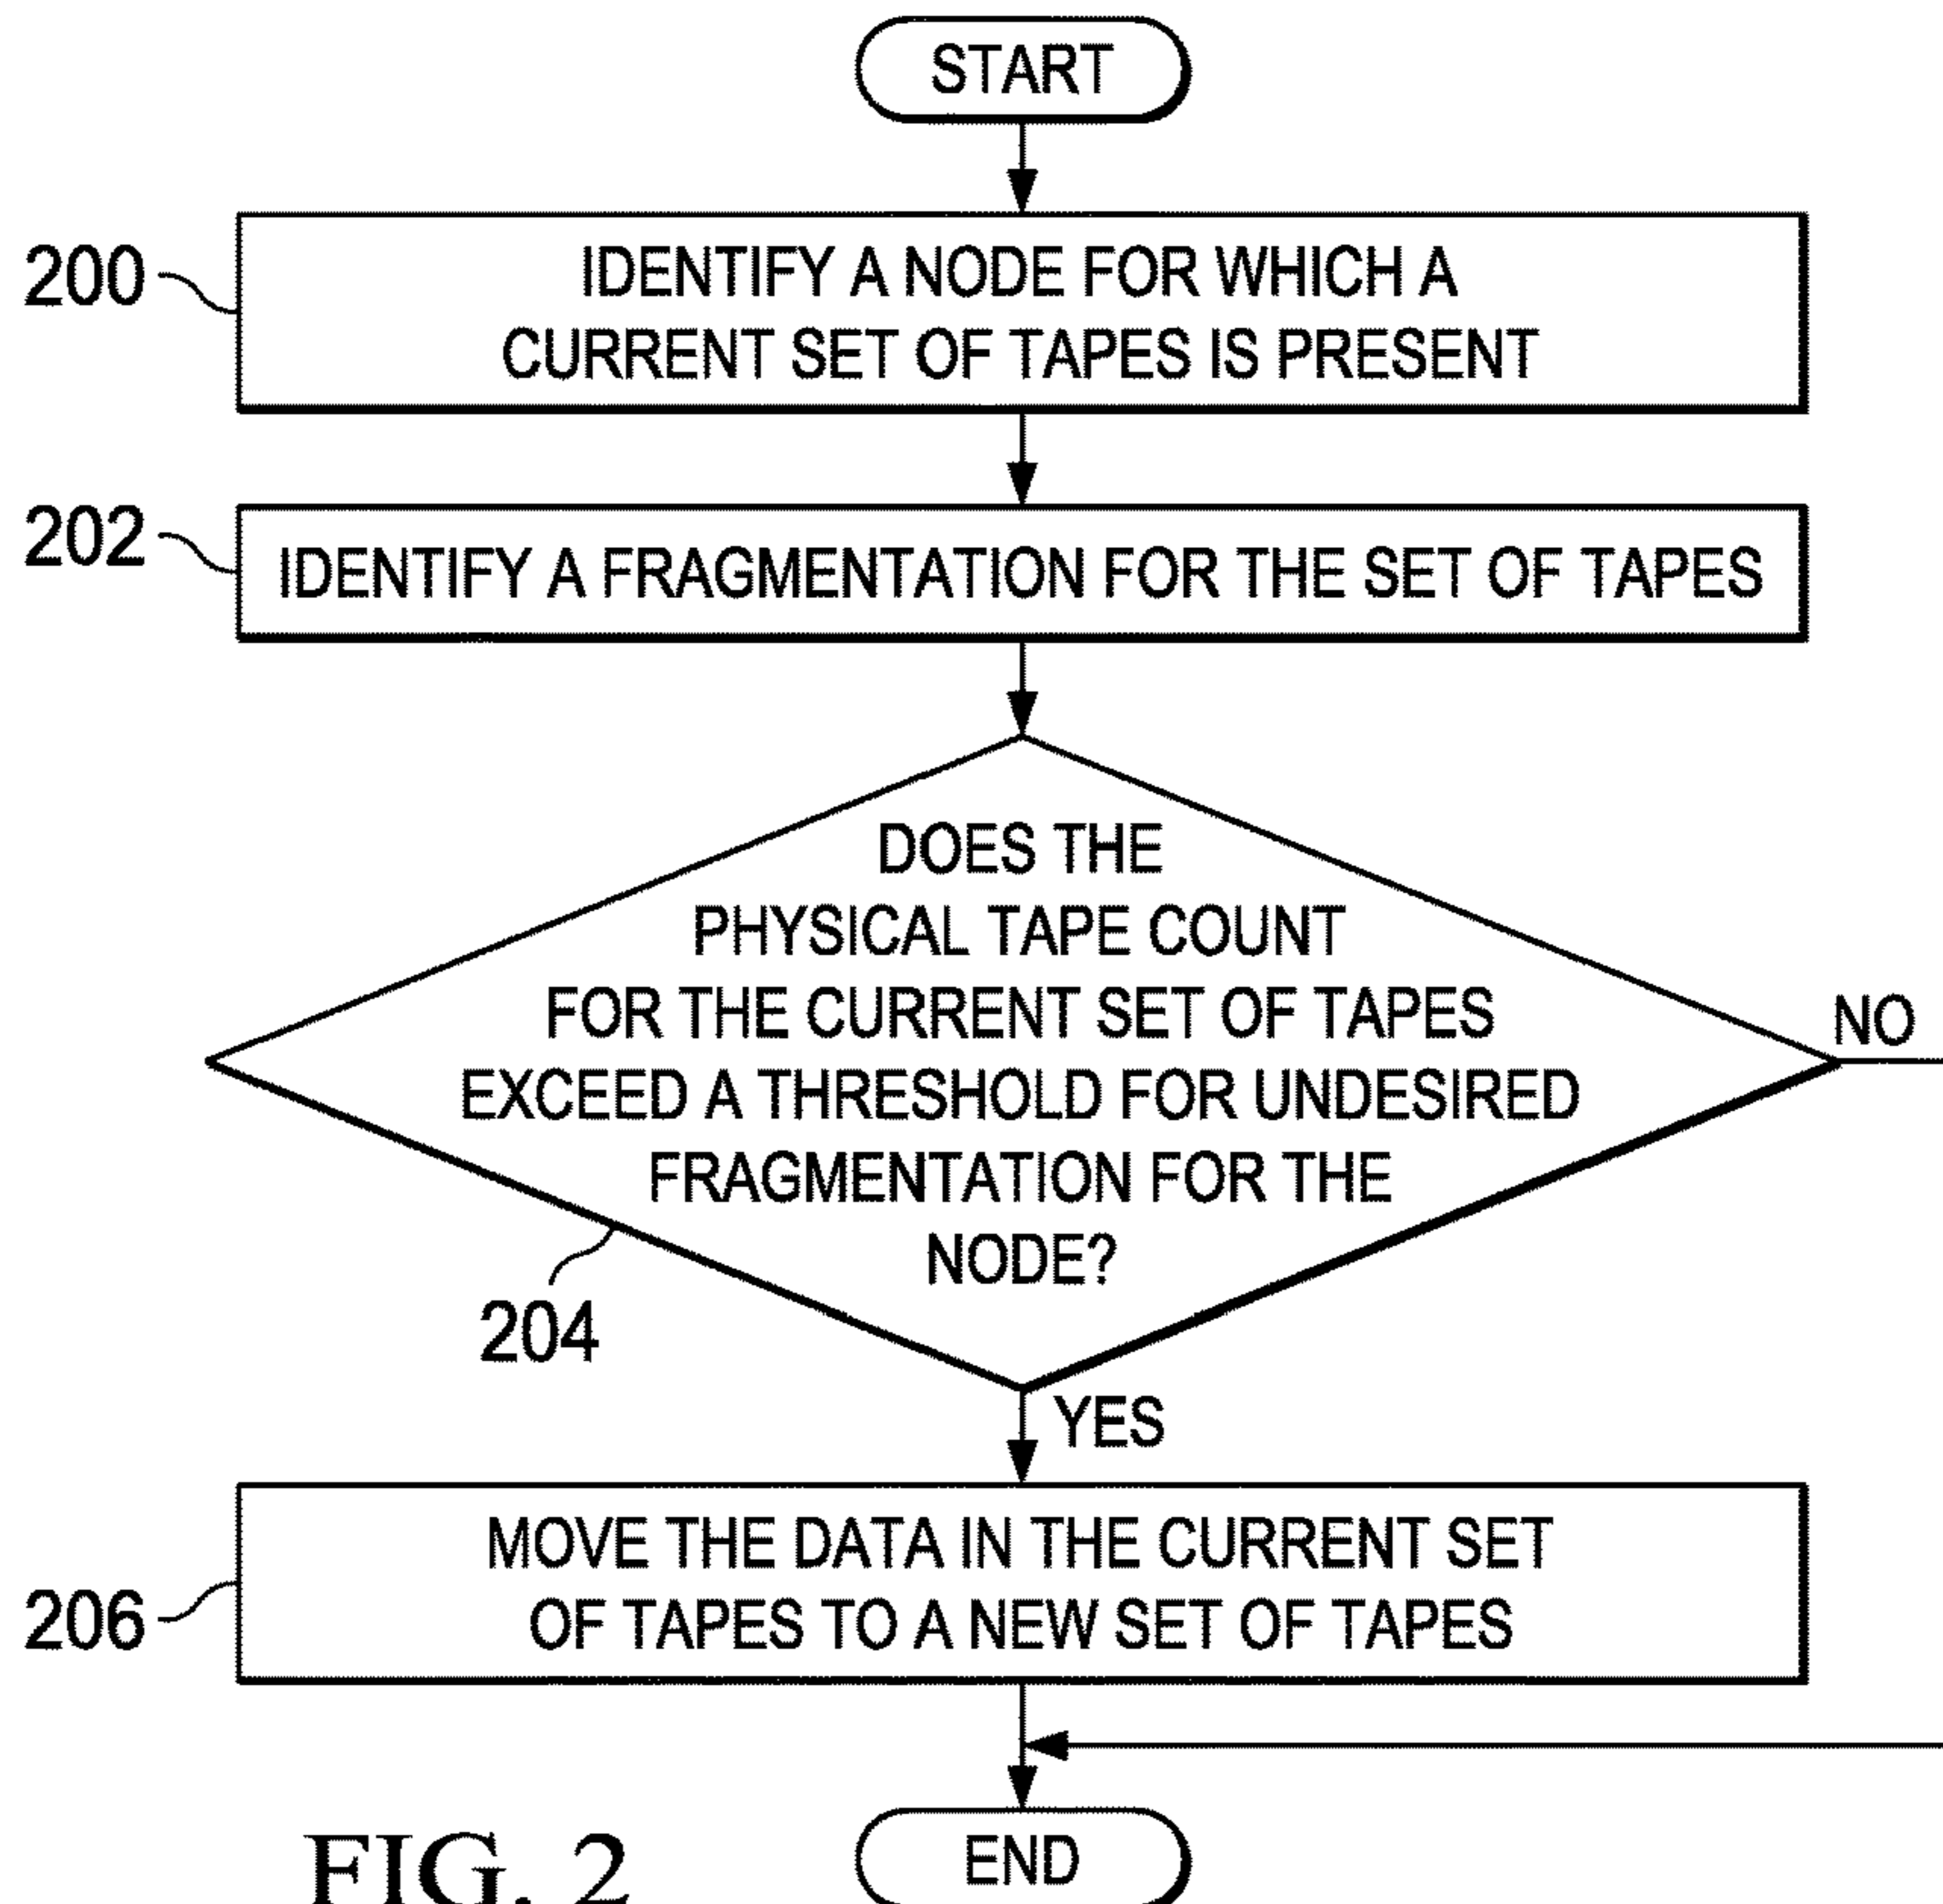 START
200
IDENTIFY A NODE FOR WHICH A
CURRENT SET OF TAPES IS PRESENT
202
IDENTIFY A FRAGMENTATION FOR THE SET OF TAPES
DOES THE
PHYSICAL TAPE COUNT
FOR THE CURRENT SET OF TAPES
EXCEED A THRESHOLD FOR UNDESIRED
FRAGMENTATION FOR THE
NODE?
NO
204
YES
206
MOVE THE DATA IN THE CURRENT SET
OF TAPES TO A NEW SET OF TAPES
END
FIG. 2